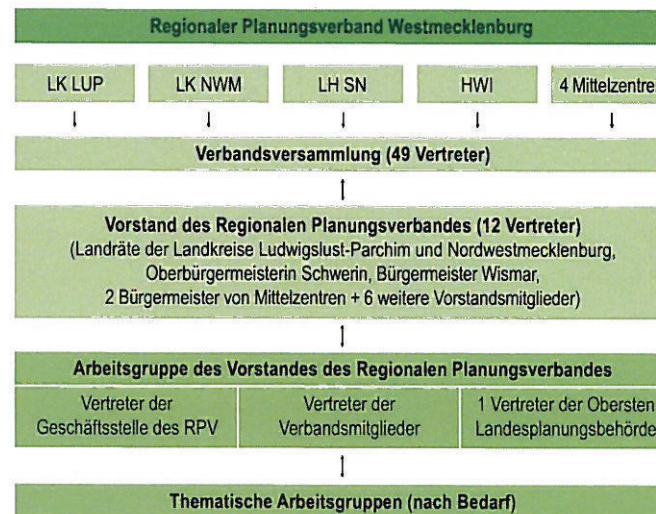 Regionaler Planungsverband Westmecklenburg
LK LUP
LK NWM
LH SN
HWI
4 Mittelzentre
Verbandsversammlung (49 Vertreter)
Vorstand des Regionalen Planungsverbandes (12 Vertreter)
(Landräte der Landkreise Ludwigslust-Parchim und Nordwestmecklenburg,
Oberbürgermeisterin Schwerin, Bürgermeister Wismar,
2 Bürgermeister von Mittelzentren + 6 weitere Vorstandsmitglieder)
Arbeitsgruppe des Vorstandes des Regionalen Planungsverbandes
Vertreter der
Geschäftsstelle des RPV
Vertreter der
Verbandsmitglieder
1 Vertreter der Obersten
Landesplanungsbehörde
Thematische Arbeitsgruppen (nach Bedarf)